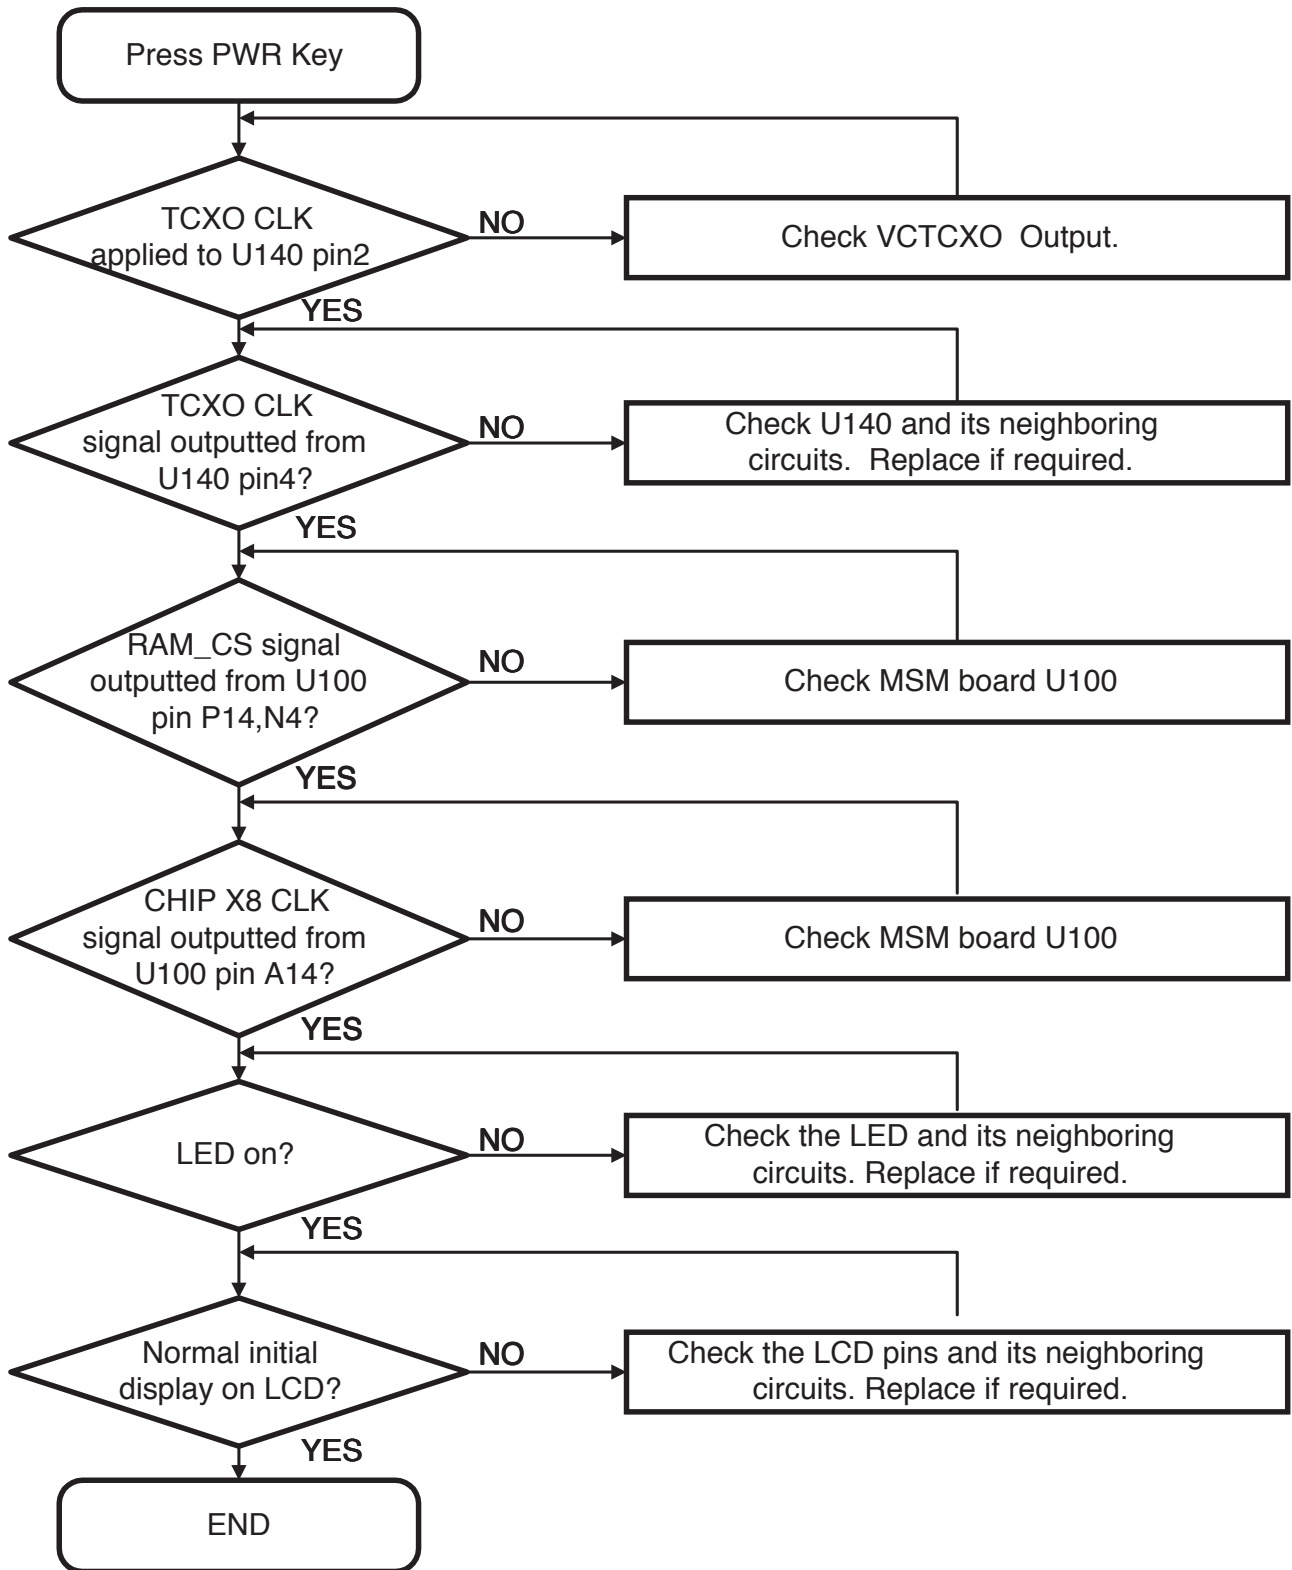 Press PWR Key
TCXO CLK
applied to U140 pin2
NO
Check VCTCXO Output.
YES
TCXO CLK
signal outputted from
U140 pin4?
NO
Check U140 and its neighboring
circuits. Replace if required.
YES
RAM_CS signal
outputted from U100
pin P14,N4?
NO
Check MSM board U100
YES
CHIP X8 CLK
signal outputted from
U100 pin A14?
NO
Check MSM board U100
YES
LED on?
NO
Check the LED and its neighboring
circuits. Replace if required.
YES
Normal initial
display on LCD?
NO
Check the LCD pins and its neighboring
circuits. Replace if required.
YES
END